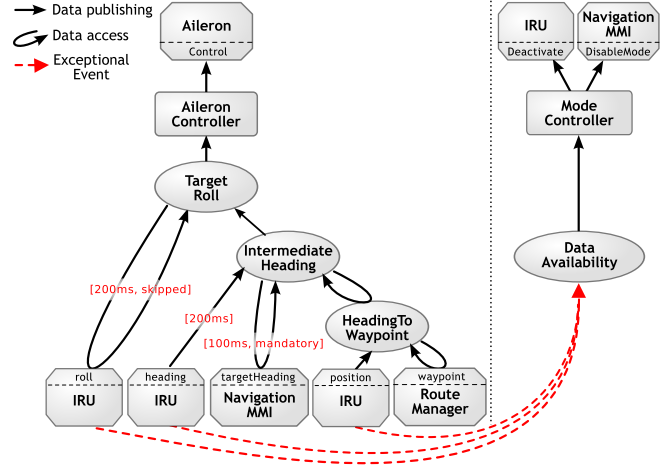 Data publishing
Data access
Exceptional
Event
Aileron
Control
IRU
Deactivate
Navigation
MMI
DisableMode
Aileron
Controller
Mode
Controller
Target
Roll
Intermediate
Heading
Data
Availability
[200ms, skipped]
[200ms]
[100ms, mandatory]
HeadingTo
Waypoint
roll
IRU
heading
IRU
targetHeading
Navigation
MMI
position
IRU
waypoint
Route
Manager